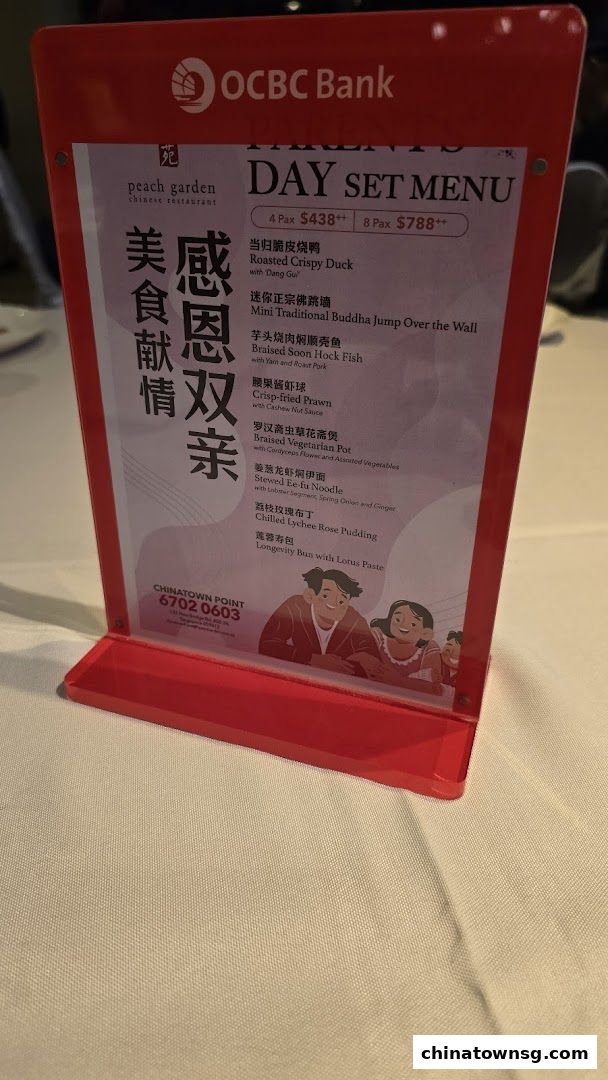 OCBC Bank
苑
peach garden
chinese restaurant
PARENT'S
DAY SET MENU
4 Pax $438++ 8 Pax $788++
感恩双亲
美食献情
当归脆皮烧鸭
Roasted Crispy Duck
with 'Dang Gui'
迷你正宗佛跳墙
Mini Traditional Buddha Jump Over the Wall
芋头烧肉焖顺壳鱼
Braised Soon Hock Fish
with Yam and Roast Pork
腰果酱虾球
Crisp-fried Prawn
with Cashew Nut Sauce
罗汉斋虫草花斋煲
Braised Vegetarian Pot
with Cordyceps Flower and Assorted Vegetables
姜葱龙虾焖伊面
Stewed Ee-fu Noodle
with Lobster Segment, Spring Onion and Ginger
荔枝玫瑰布丁
Chilled Lychee Rose Pudding
莲蓉寿包
Longevity Bun with Lotus Paste
CHINATOWN POINT
6702 0603
chinatownsg.com